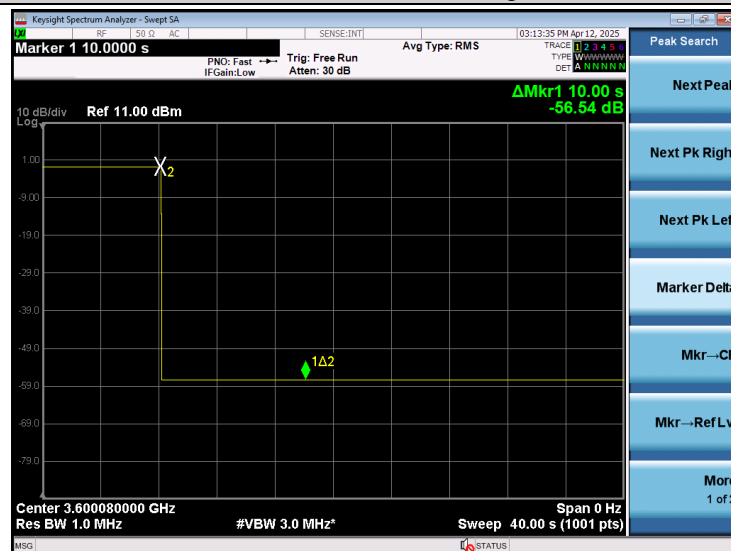 Keysight Spectrum Analyzer - Swept SA
LXI RF 50 Ω AC SENSE:INT 03:13:35 PM Apr 12, 2025
Marker 1 10.0000 s
Avg Type: RMS
TRACE 1 2 3 4 5 6
TYPE WWWWWW
DET A N N N N N
PNO: Fast
IFGain:Low
Trig: Free Run
Atten: 30 dB
ΔMkr1 10.00 s
-56.54 dB
10 dB/div Ref 11.00 dBm
Log
1.00
-9.00
-19.0
-29.0
-39.0
-49.0
-59.0
-69.0
-79.0
2
1Δ2
Center 3.600080000 GHz Span 0 Hz
Res BW 1.0 MHz #VBW 3.0 MHz* Sweep 40.00 s (1001 pts)
MSG STATUS
Peak Search
Next Peak
Next Pk Righ
Next Pk Lef
Marker Delta
Mkr→C
Mkr→Ref Lv
More
1 of 2